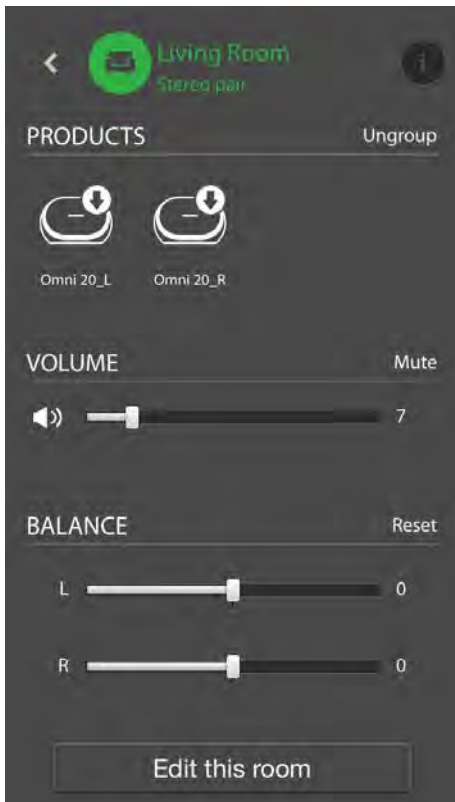 Living Room
Stereo pair
i
PRODUCTS Ungroup
Omni 20_L Omni 20_R
VOLUME Mute
7
BALANCE Reset
L 0
R 0
Edit this room